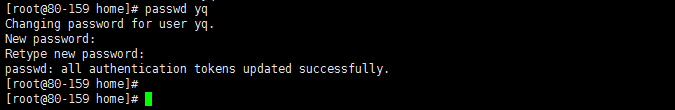 [root@80-159 home]# passwd yq
Changing password for user yq.
New password:
Retype new password:
passwd: all authentication tokens updated successfully.
[root@80-159 home]#
[root@80-159 home]#